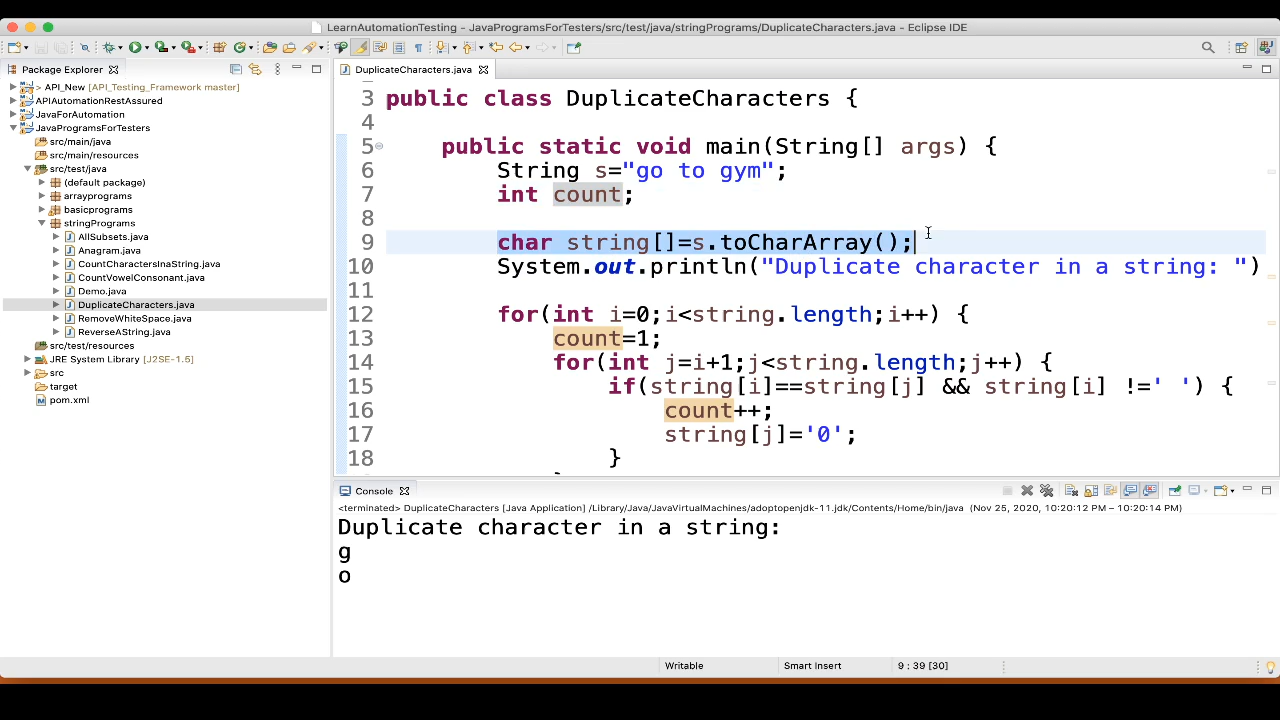 LearnAutomationTesting - JavaProgramsForTesters/src/test/java/stringPrograms/DuplicateCharacters.java - Eclipse IDE
Package Explorer
> API_New [API_Testing_Framework master]
APIAutomationRestAssured
JavaForAutomation
JavaProgramsForTesters
src/main/java
src/main/resources
src/test/java
(default package)
arrayprograms
basicprograms
stringPrograms
AllSubsets.java
Anagram.java
CountCharactersInaString.java
CountVowelConsonant.java
Demo.java
DuplicateCharacters.java
RemoveWhiteSpace.java
ReverseAString.java
src/test/resources
JRE System Library [J2SE-1.5]
src
target
pom.xml
DuplicateCharacters.java
3 public class DuplicateCharacters {
4
5 public static void main(String[] args) {
6 String s="go to gym";
7 int count;
8
9 char string[]=s.toCharArray();
10 System.out.println("Duplicate character in a string: ")
11
12 for(int i=0;i<string.length;i++) {
13 count=1;
14 for(int j=i+1;j<string.length;j++) {
15 if(string[i]==string[j] && string[i] !=' ') {
16 count++;
17 string[j]='0';
18 }
Console
<terminated> DuplicateCharacters [Java Application] /Library/Java/JavaVirtualMachines/adoptopenjdk-11.jdk/Contents/Home/bin/java (Nov 25, 2020, 10:20:12 PM – 10:20:14 PM)
Duplicate character in a string:
g
o
Writable Smart Insert 9 : 39 [30]